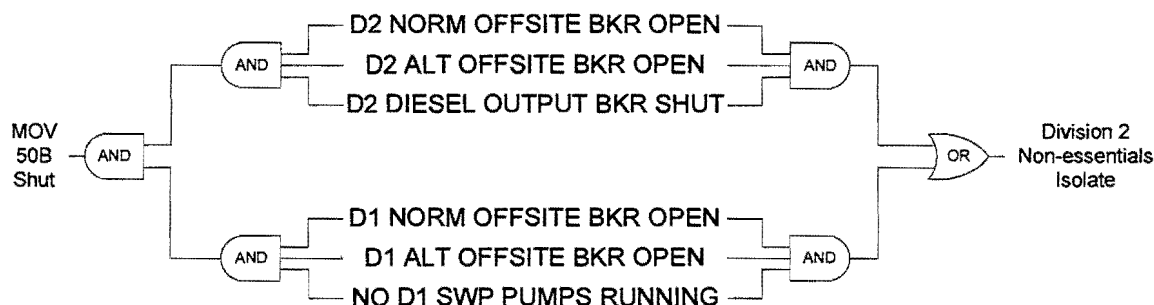 D2 NORM OFFSITE BKR OPEN
AND D2 ALT OFFSITE BKR OPEN AND
D2 DIESEL OUTPUT BKR SHUT
MOV
50B
Shut
AND
OR
Division 2
Non-essentials
Isolate
D1 NORM OFFSITE BKR OPEN
AND D1 ALT OFFSITE BKR OPEN AND
NO D1 SWP PUMPS RUNNING